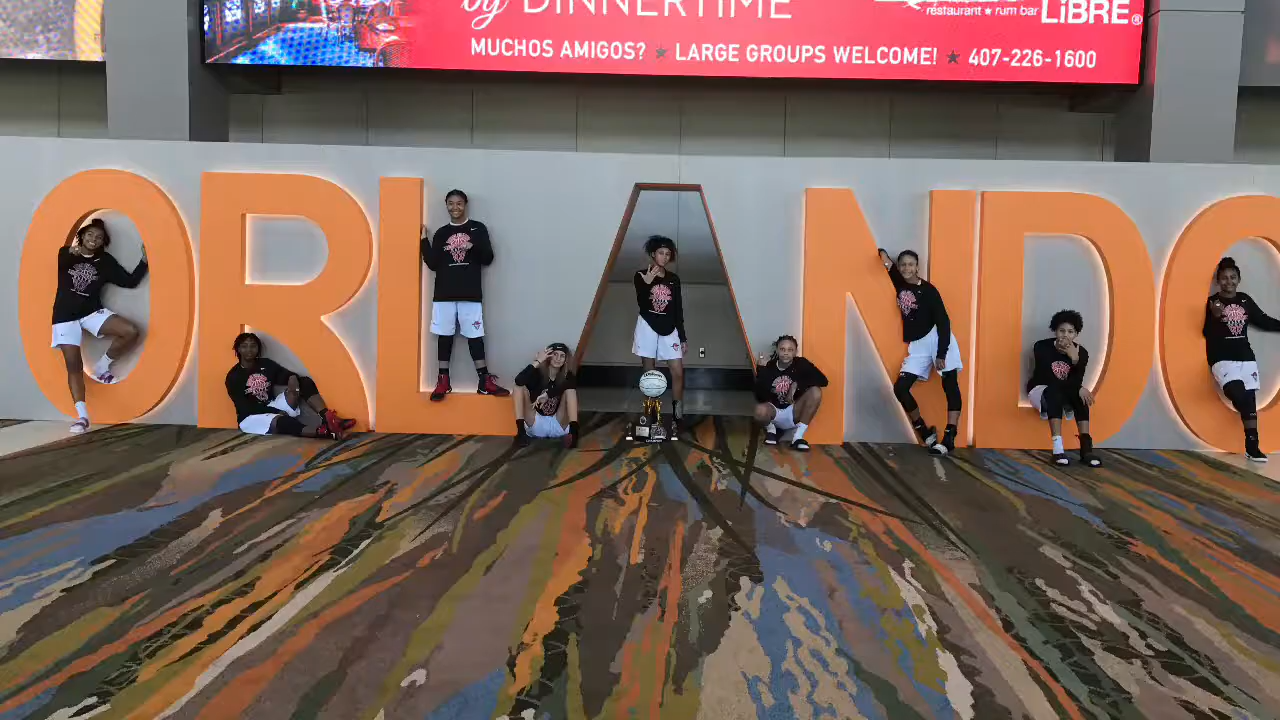 by DINNERTIME
restaurant ★ rum bar LiBRE®
MUCHOS AMIGOS? ★ LARGE GROUPS WELCOME! ★ 407-226-1600
ORLANDO